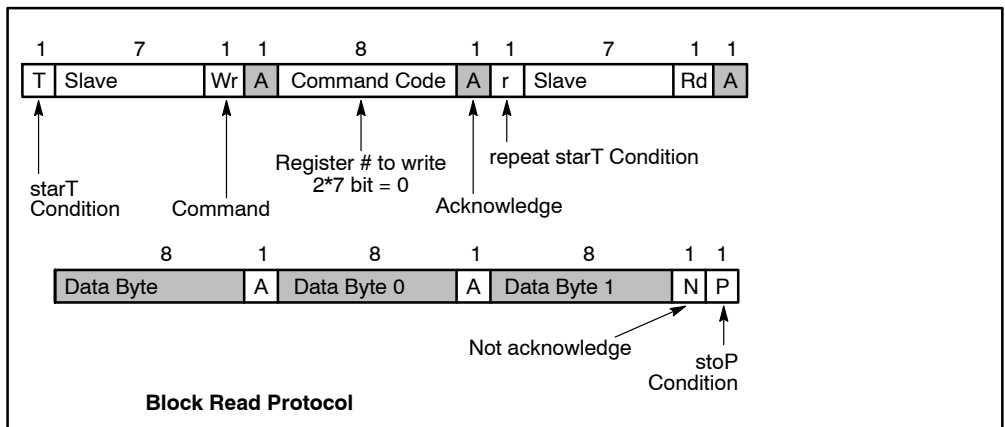 1 7 1 1 8 1 1 7 1 1
T Slave Wr A Command Code A r Slave Rd A
Register # to write
2*7 bit = 0
repeat starT Condition
starT
Condition
Command
Acknowledge
8 1 8 1 8 1 1
Data Byte A Data Byte 0 A Data Byte 1 N P
Not acknowledge
stoP
Condition
Block Read Protocol